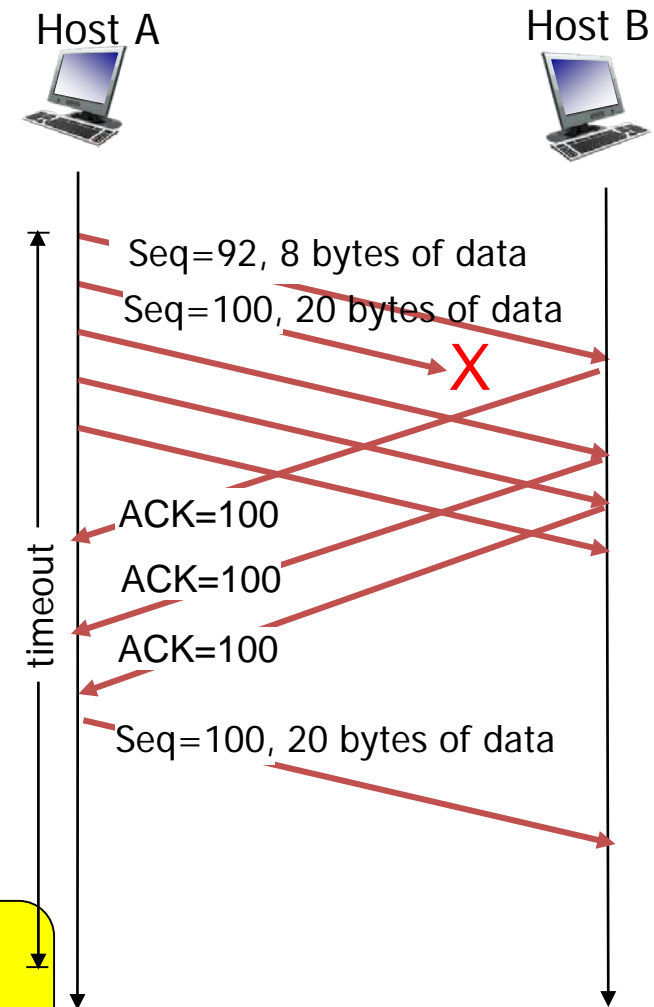 Host A
Host B
Seq=92, 8 bytes of data
Seq=100, 20 bytes of data
X
ACK=100
ACK=100
timeout
ACK=100
Seq=100, 20 bytes of data